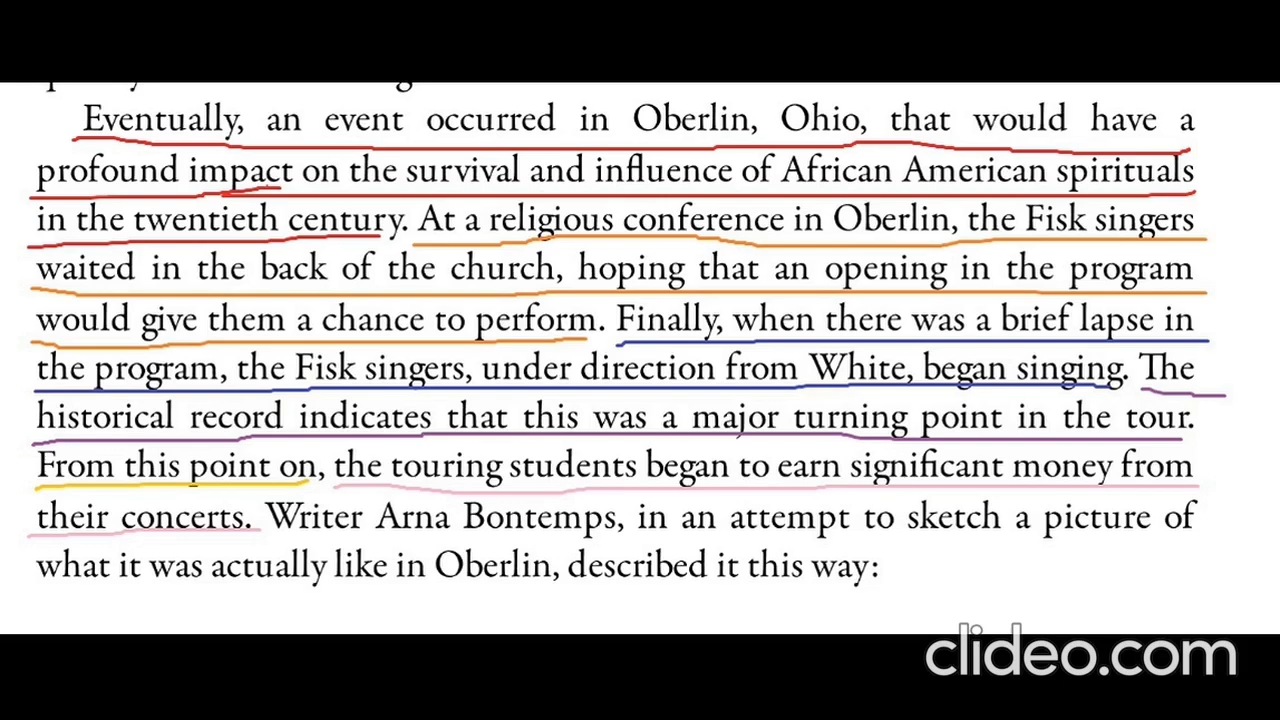 Eventually, an event occurred in Oberlin, Ohio, that would have a
profound impact on the survival and influence of African American spirituals
in the twentieth century. At a religious conference in Oberlin, the Fisk singers
waited in the back of the church, hoping that an opening in the program
would give them a chance to perform. Finally, when there was a brief lapse in
the program, the Fisk singers, under direction from White, began singing. The
historical record indicates that this was a major turning point in the tour.
From this point on, the touring students began to earn significant money from
their concerts. Writer Arna Bontemps, in an attempt to sketch a picture of
what it was actually like in Oberlin, described it this way:
clideo.com